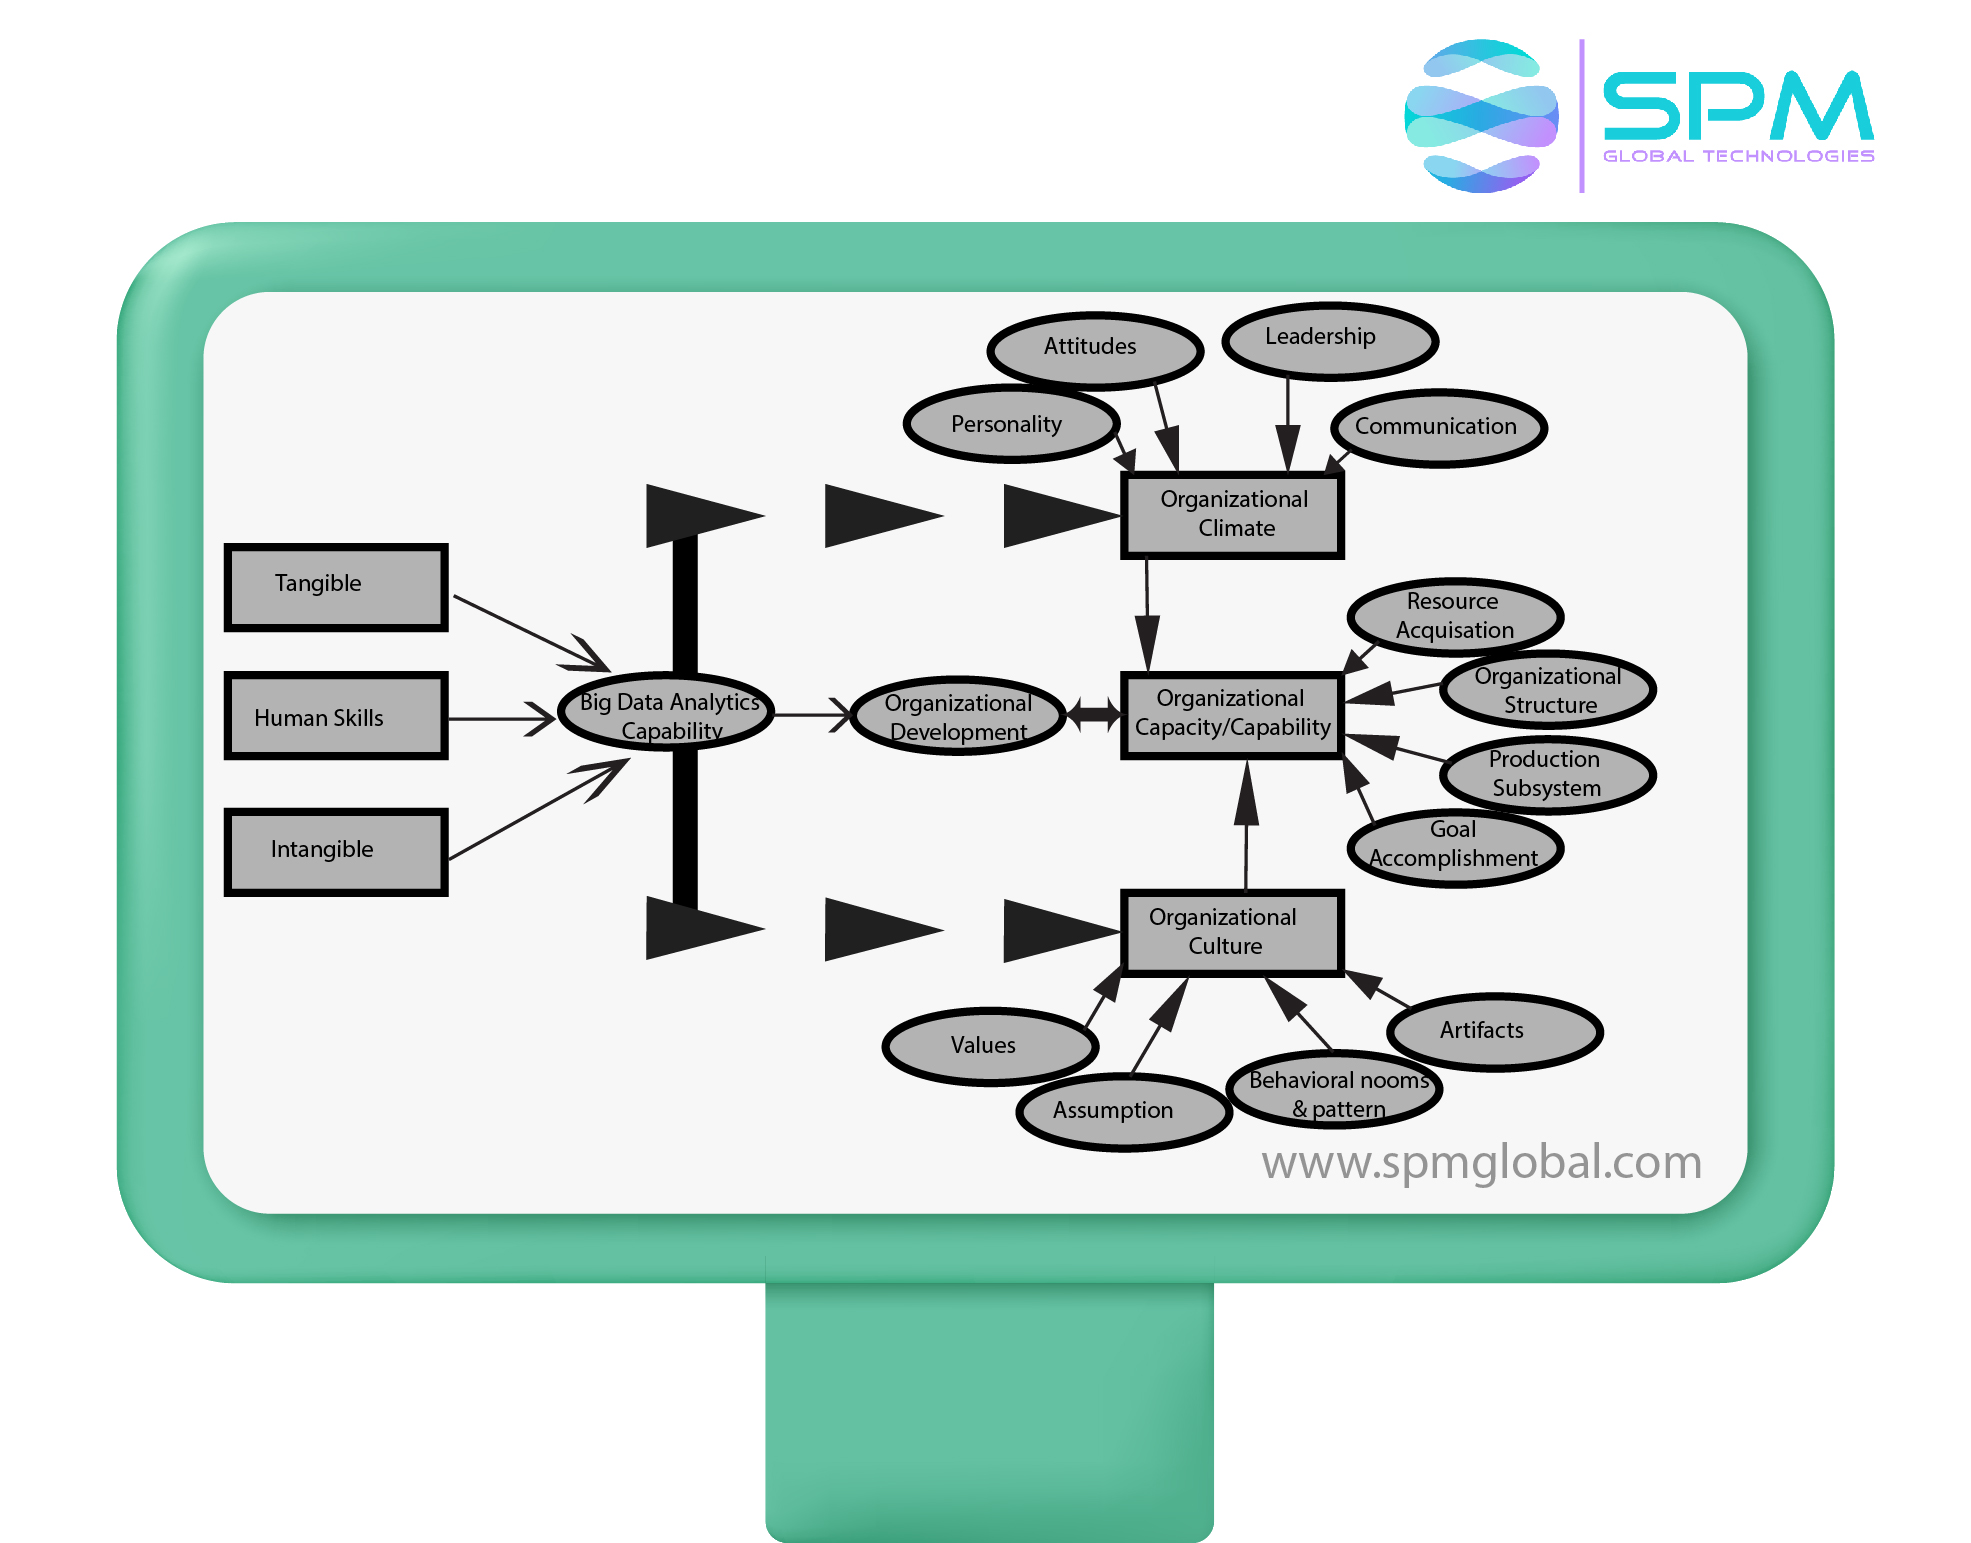 SPM
GLOBAL TECHNOLOGIES
Attitudes
Leadership
Personality
Communication
Organizational
Climate
Tangible
Human Skills
Intangible
Big Data Analytics
Capability
Organizational
Development
Organizational
Capacity/Capability
Resource
Acquisation
Organizational
Structure
Production
Subsystem
Goal
Accomplishment
Organizational
Culture
Values
Assumption
Behavioral nooms
& pattern
Artifacts
www.spmglobal.com